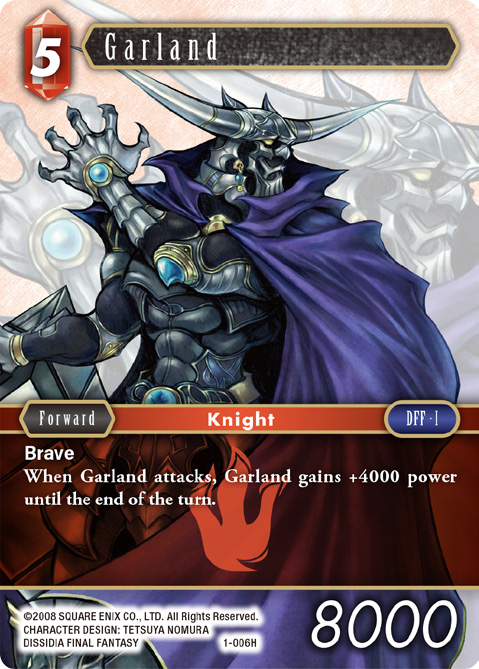 5
Garland
Forward
Knight
DFF · I
Brave
When Garland attacks, Garland gains +4000 power
until the end of the turn.
©2008 SQUARE ENIX CO., LTD. All Rights Reserved.
CHARACTER DESIGN: TETSUYA NOMURA
DISSIDIA FINAL FANTASY
1-006H
8000